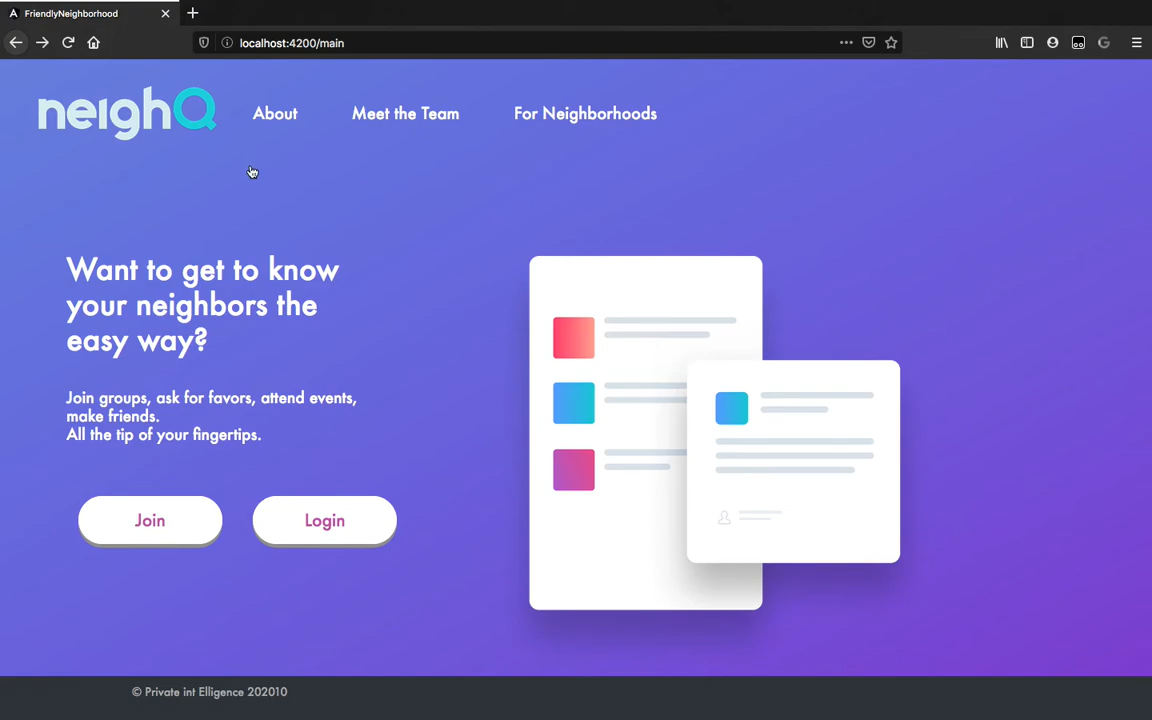 FriendlyNeighborhood
localhost:4200/main
neighQ
About
Meet the Team
For Neighborhoods
Want to get to know
your neighbors the
easy way?
Join groups, ask for favors, attend events,
make friends.
All the tip of your fingertips.
Join
Login
© Private int Elligence 202010